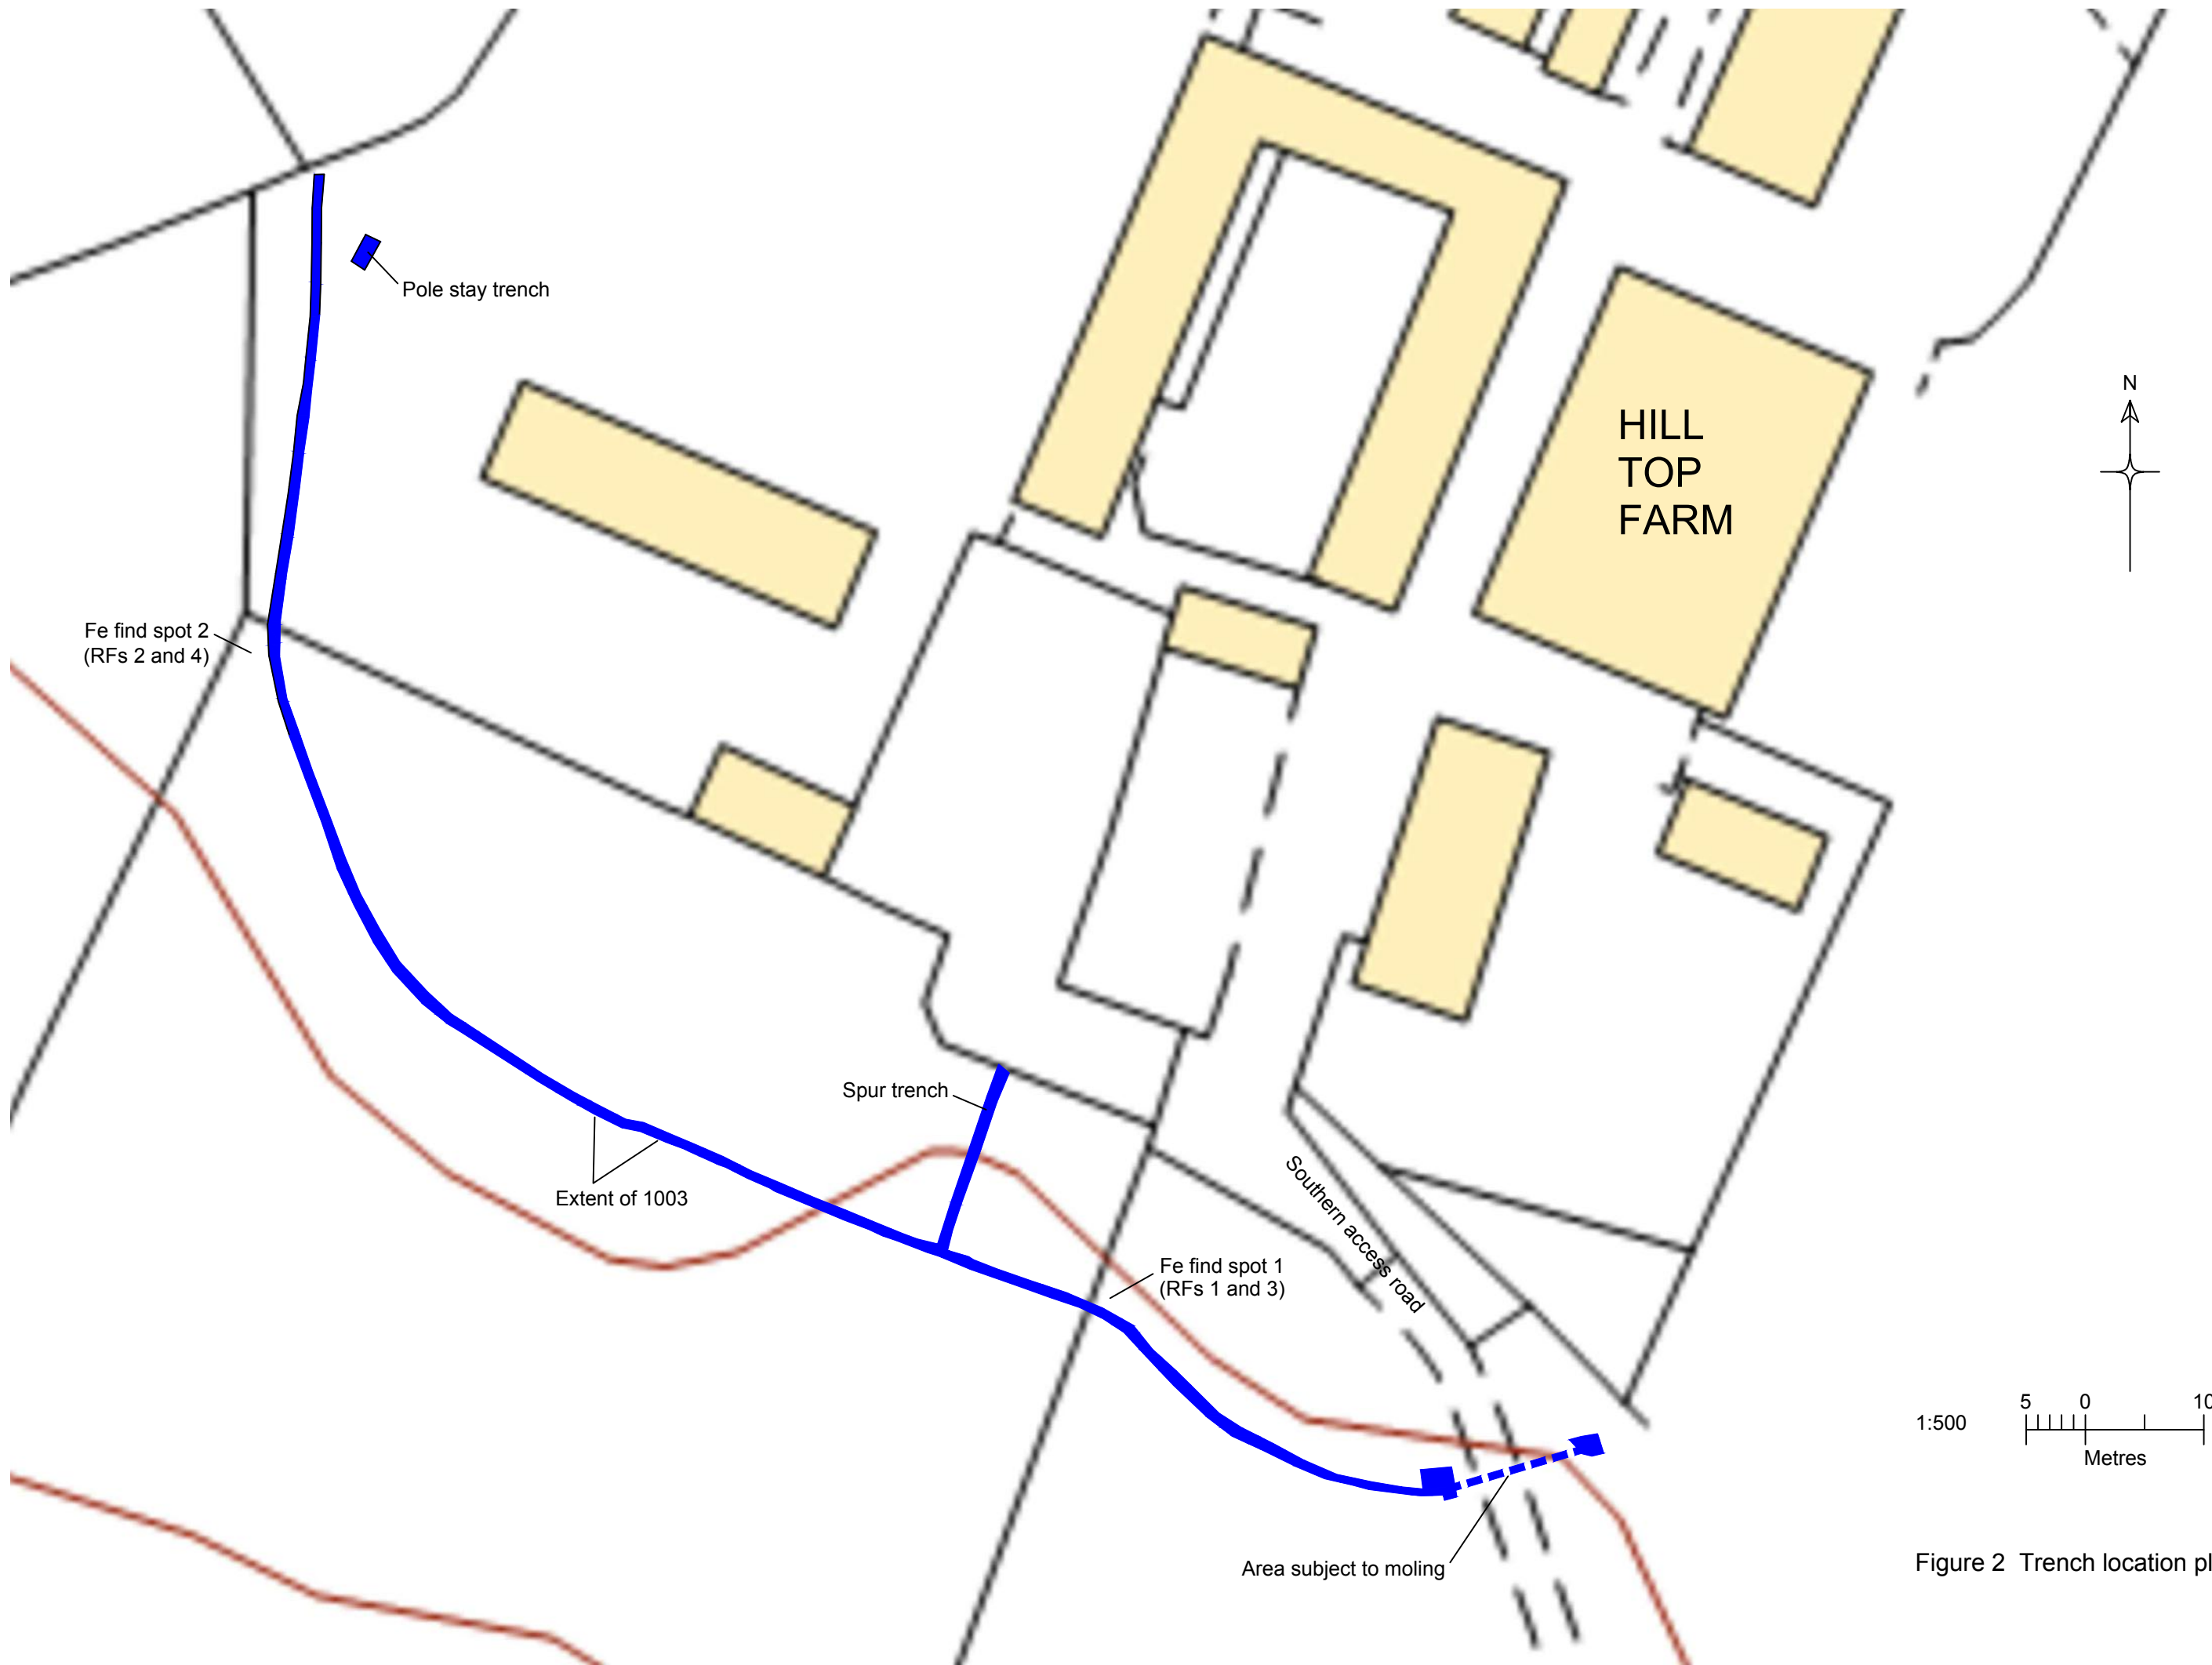 Pole stay trench
HILL
TOP
FARM
N
Fe find spot 2
(RFs 2 and 4)
Spur trench
Extent of 1003
Southern access road
Fe find spot 1
(RFs 1 and 3)
Area subject to moling
1:500
5 0 10
Metres
Figure 2 Trench location pl